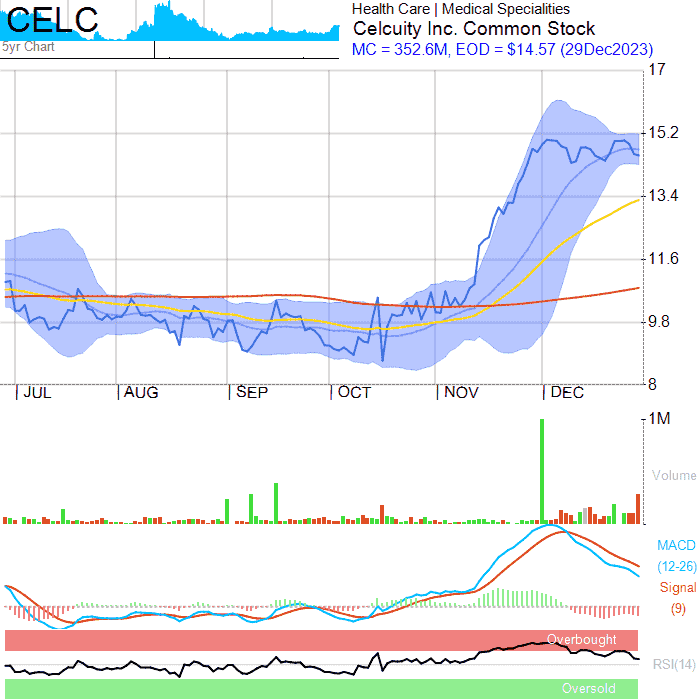 CELC
5yr Chart
Health Care | Medical Specialities
Celcuity Inc. Common Stock
MC = 352.6M, EOD = $14.57 (29Dec2023)
17
15.2
13.4
11.6
9.8
8
JUL AUG SEP OCT NOV DEC
1M
Volume
MACD
(12-26)
Signal
(9)
Overbought
RSI(14)
Oversold